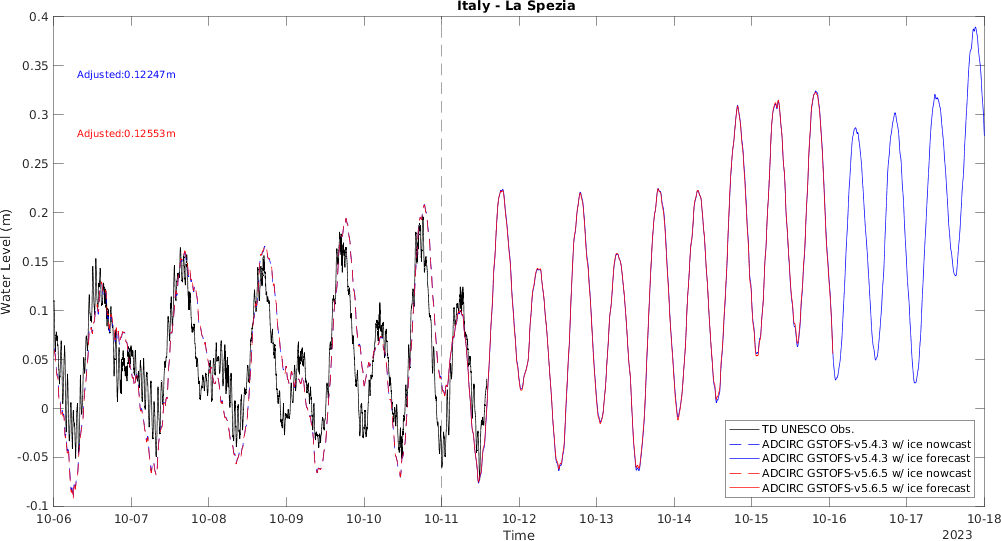 Italy - La Spezia
Water Level (m)
0.4
0.35
0.3
0.25
0.2
0.15
0.1
0.05
0
-0.05
-0.1
Adjusted:0.12247m
Adjusted:0.12553m
TD UNESCO Obs.
ADCIRC GSTOFS-v5.4.3 w/ ice nowcast
ADCIRC GSTOFS-v5.4.3 w/ ice forecast
ADCIRC GSTOFS-v5.6.5 w/ ice nowcast
ADCIRC GSTOFS-v5.6.5 w/ ice forecast
10-06 10-07 10-08 10-09 10-10 10-11 10-12 10-13 10-14 10-15 10-16 10-17 10-18
Time
2023